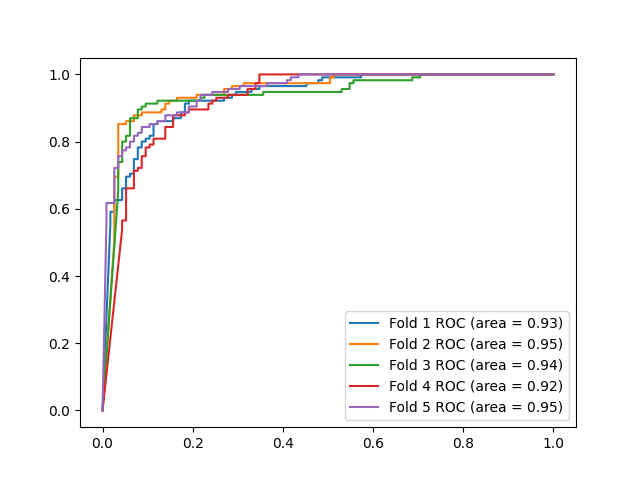 1.0
0.8
0.6
0.4
0.2
0.0
Fold 1 ROC (area = 0.93)
Fold 2 ROC (area = 0.95)
Fold 3 ROC (area = 0.94)
Fold 4 ROC (area = 0.92)
Fold 5 ROC (area = 0.95)
0.0 0.2 0.4 0.6 0.8 1.0